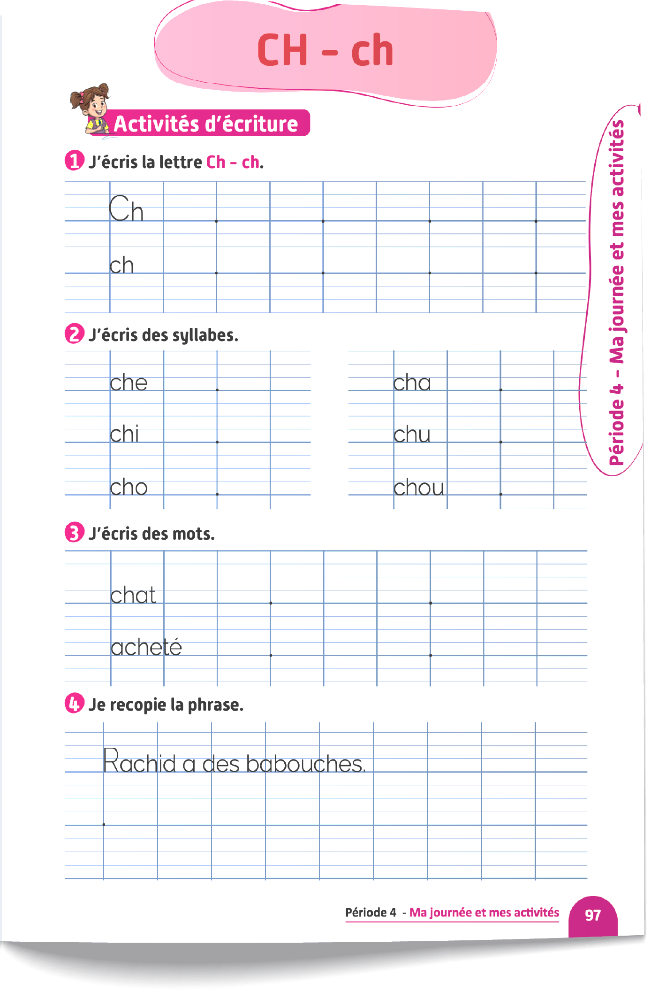 CH - ch
Activités d'écriture
1 J'écris la lettre Ch - ch.
Ch
ch
2 J'écris des syllabes.
che cha
chi chu
cho chou
3 J'écris des mots.
chat
acheté
4 Je recopie la phrase.
Rachid a des babouches.
Période 4 - Ma journée et mes activités
Période 4 - Ma journée et mes activités 97